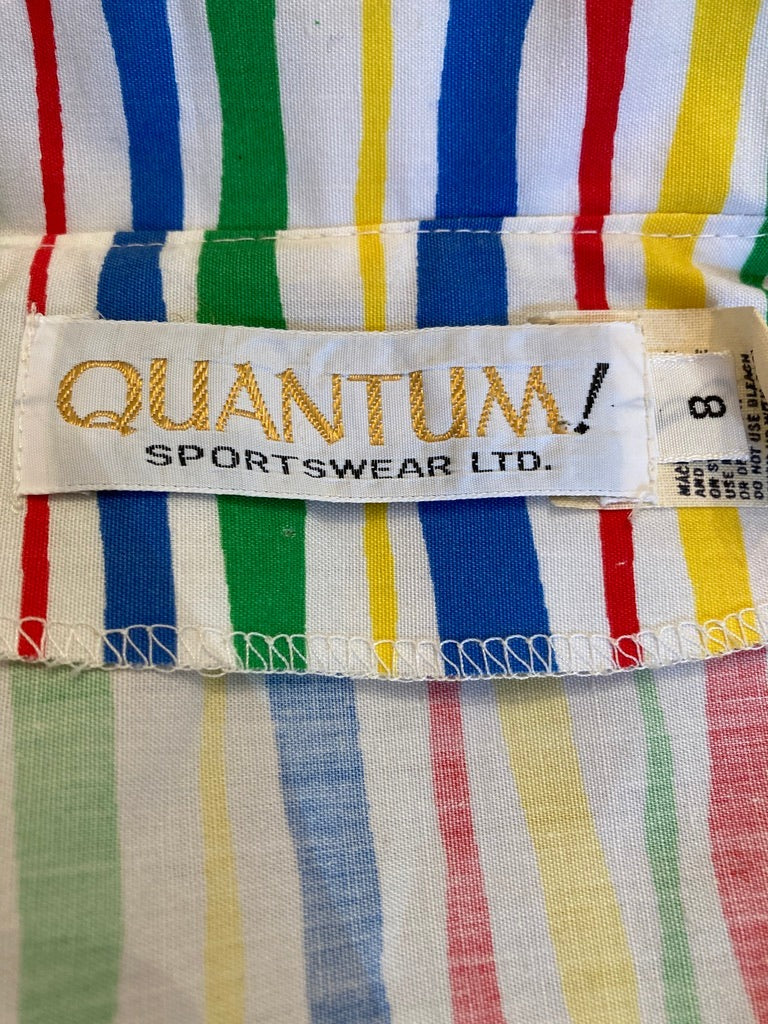 QUANTUM!
SPORTSWEAR LTD.
8
DO NOT USE BLEACH